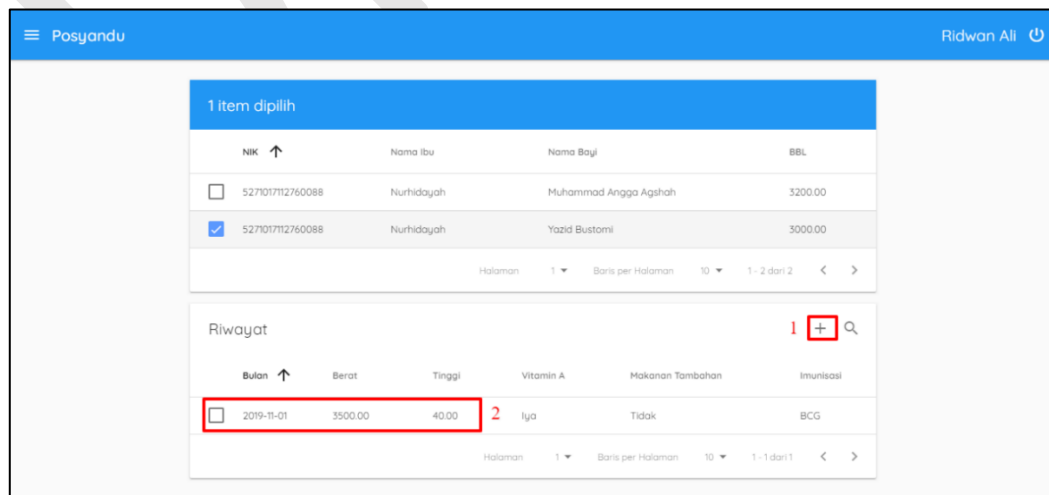 Posyandu Ridwan Ali
1 item dipilih
NIK Nama Ibu Nama Bayi BBL
5271017112760088 Nurhidayah Muhammad Angga Agshah 3200.00
5271017112760088 Nurhidayah Yazid Bustomi 3000.00
Halaman 1 Baris per Halaman 10 1 - 2 dari 2
Riwayat 1
Bulan Berat Tinggi Vitamin A Makanan Tambahan Imunisasi
2019-11-01 3500.00 40.00 2 Iya Tidak BCG
Halaman 1 Baris per Halaman 10 1 - 1 dari 1